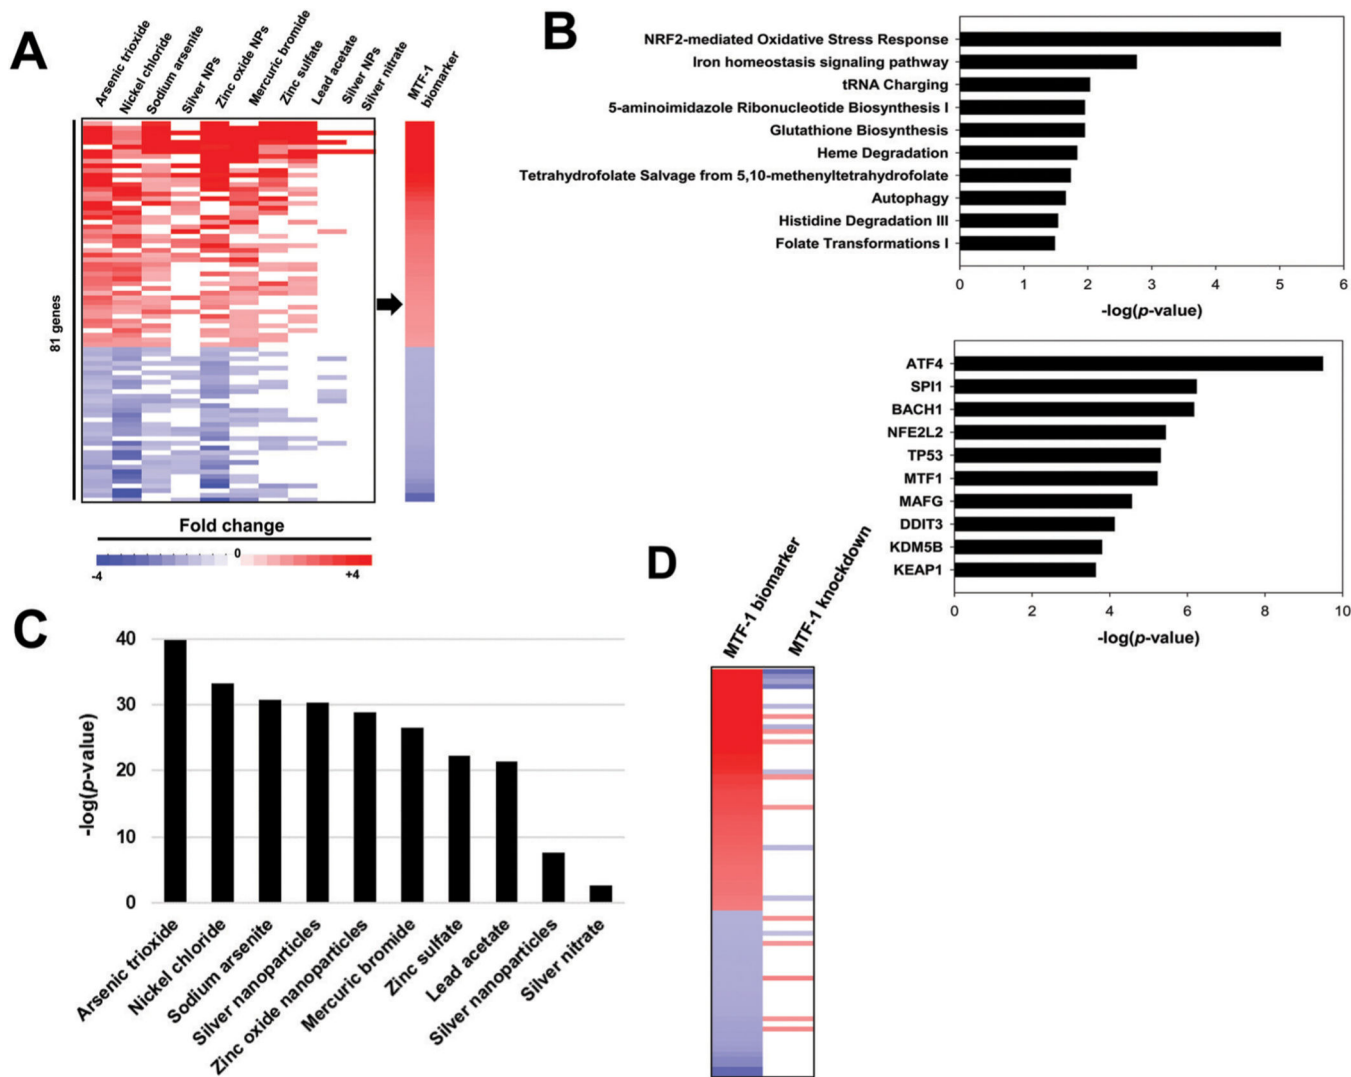 A
Arsenic trioxide
Nickel chloride
Sodium arsenite
Silver NPs
Zinc oxide NPs
Mercuric bromide
Zinc sulfate
Lead acetate
Silver NPs
Silver nitrate
MTF-1
biomarker
81 genes
Fold change
0
-4
+4
B
NRF2-mediated Oxidative Stress Response
Iron homeostasis signaling pathway
tRNA Charging
5-aminoimidazole Ribonucleotide Biosynthesis I
Glutathione Biosynthesis
Heme Degradation
Tetrahydrofolate Salvage from 5,10-methenyltetrahydrofolate
Autophagy
Histidine Degradation III
Folate Transformations I
0 1 2 3 4 5 6
-log(p-value)
ATF4
SPI1
BACH1
NFE2L2
TP53
MTF1
MAFG
DDIT3
KDM5B
KEAP1
0 2 4 6 8 10
-log(p-value)
C
-log(p-value)
40
30
20
10
0
Arsenic trioxide
Nickel chloride
Sodium arsenite
Silver nanoparticles
Zinc oxide nanoparticles
Mercuric bromide
Zinc sulfate
Lead acetate
Silver nanoparticles
Silver nitrate
D
MTF-1 biomarker
MTF-1 knockdown